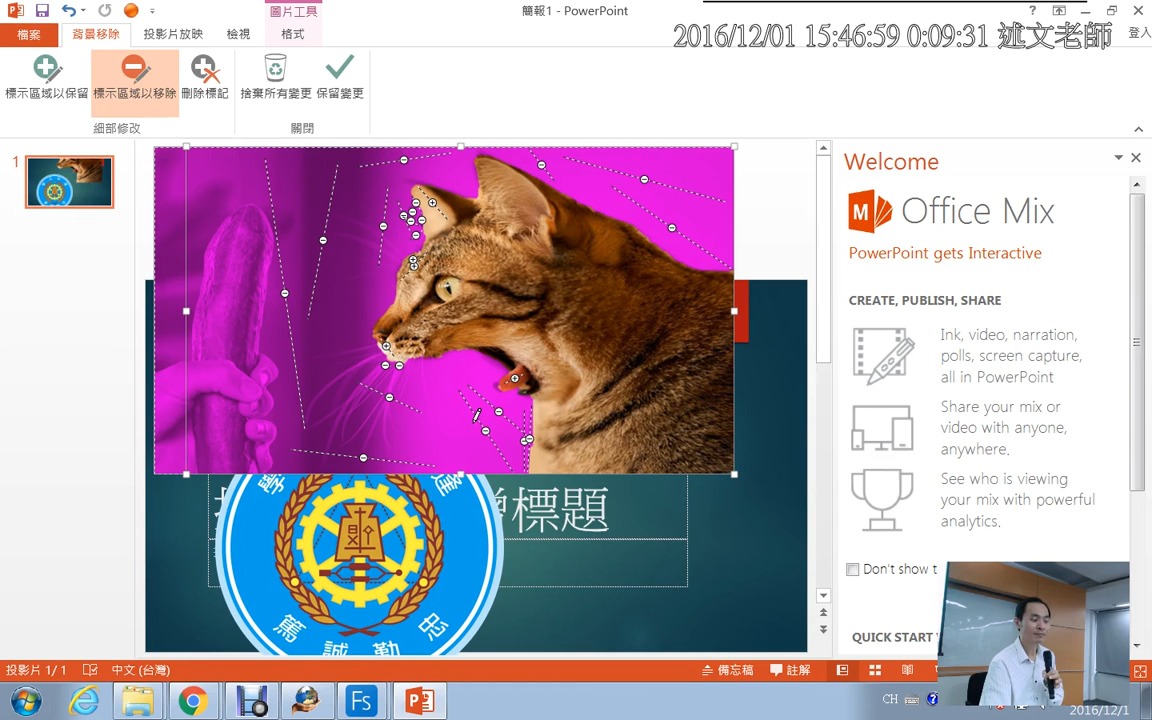 簡報1 - PowerPoint
圖片工具
檔案 背景移除 投影片放映 檢視 格式
登入
2016/12/01 15:46:59 0:09:31 述文老師
標示區域以保留 標示區域以移除 刪除標記 捨棄所有變更 保留變更
細部修改 關閉
1
Welcome
Office Mix
PowerPoint gets Interactive
CREATE, PUBLISH, SHARE
Ink, video, narration,
polls, screen capture,
all in PowerPoint
Share your mix or
video with anyone,
anywhere.
See who is viewing
your mix with powerful
analytics.
Don't show t
QUICK START
標題
篤 誠 勤 忠
投影片 1/1 中文 (台灣) 備忘稿 註解
Fs
CH
2016/12/1